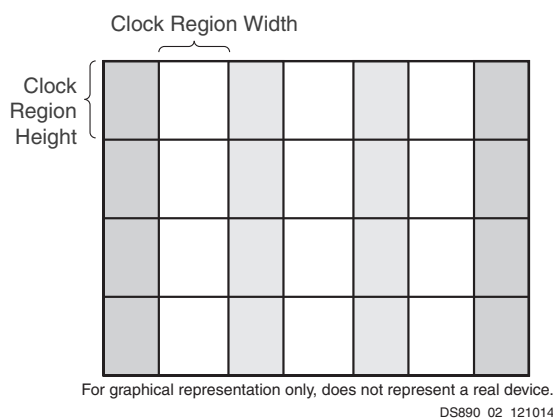 Clock Region Width
Clock
Region
Height
For graphical representation only, does not represent a real device.
DS890_02_121014